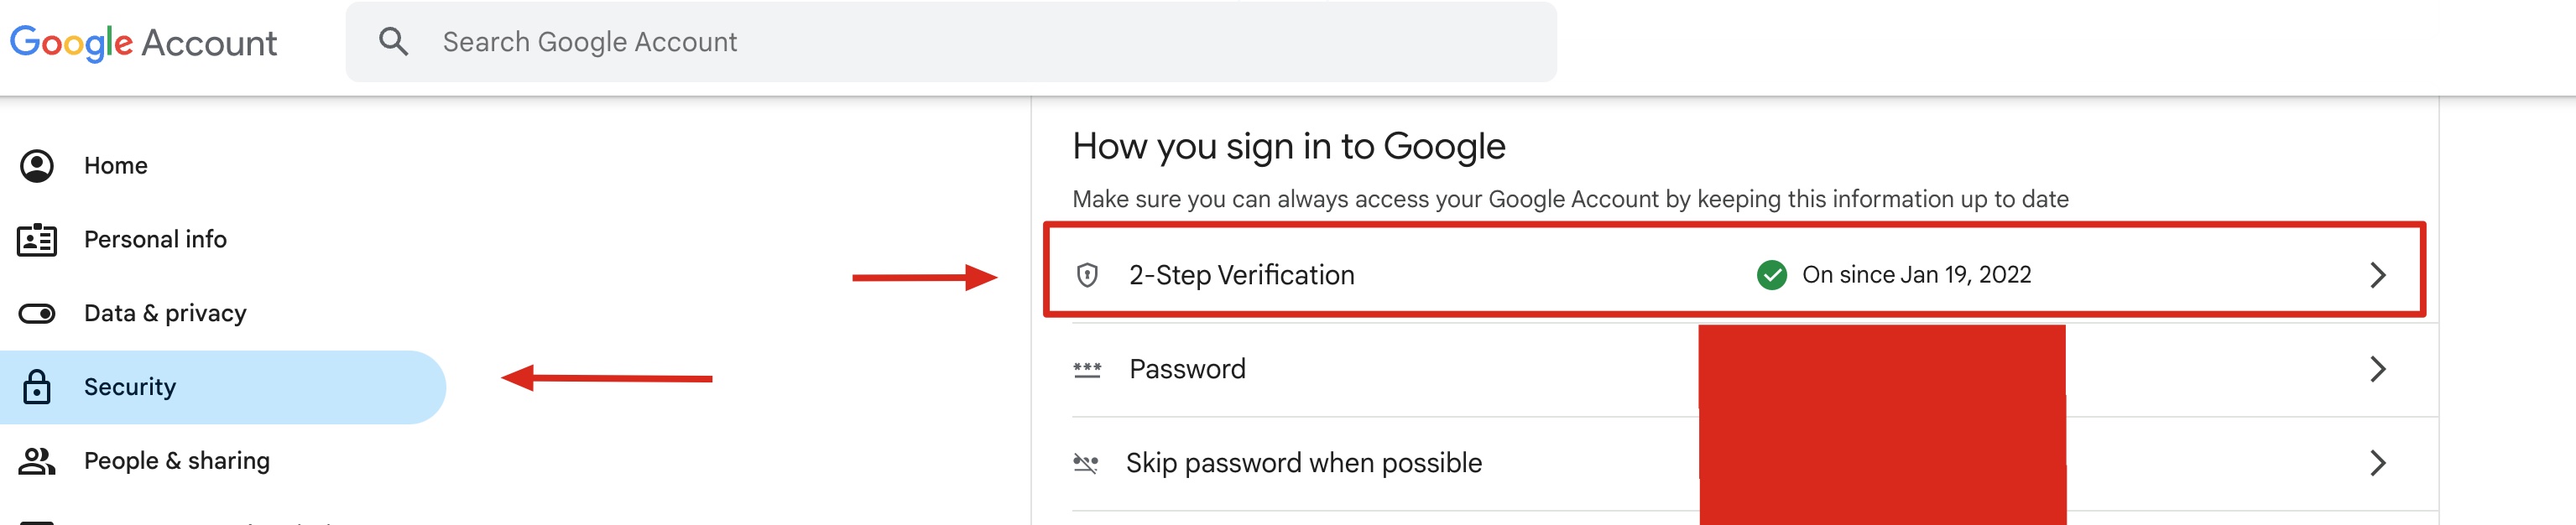 Google Account
Search Google Account
Home
Personal info
Data & privacy
Security
People & sharing
How you sign in to Google
Make sure you can always access your Google Account by keeping this information up to date
2-Step Verification
On since Jan 19, 2022
Password
Skip password when possible